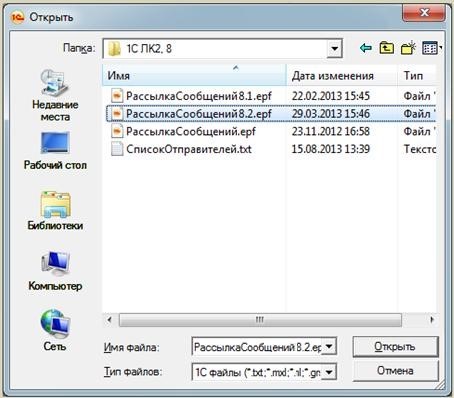 Открыть
Папка: 1С ЛК2, 8
Имя Дата изменения Тип
РассылкаСообщений8.1.epf 22.02.2013 15:45 Файл "
РассылкаСообщений8.2.epf 29.03.2013 15:46 Файл "
РассылкаСообщений.epf 23.11.2012 16:58 Файл "
СписокОтправителей.txt 15.08.2013 13:39 Тексто
Недавние места
Рабочий стол
Библиотеки
Компьютер
Сеть
Имя файла: РассылкаСообщений8.2.ep Открыть
Тип файлов: 1С файлы (*.txt;*.mxl;*.nl;*.grs Отмена